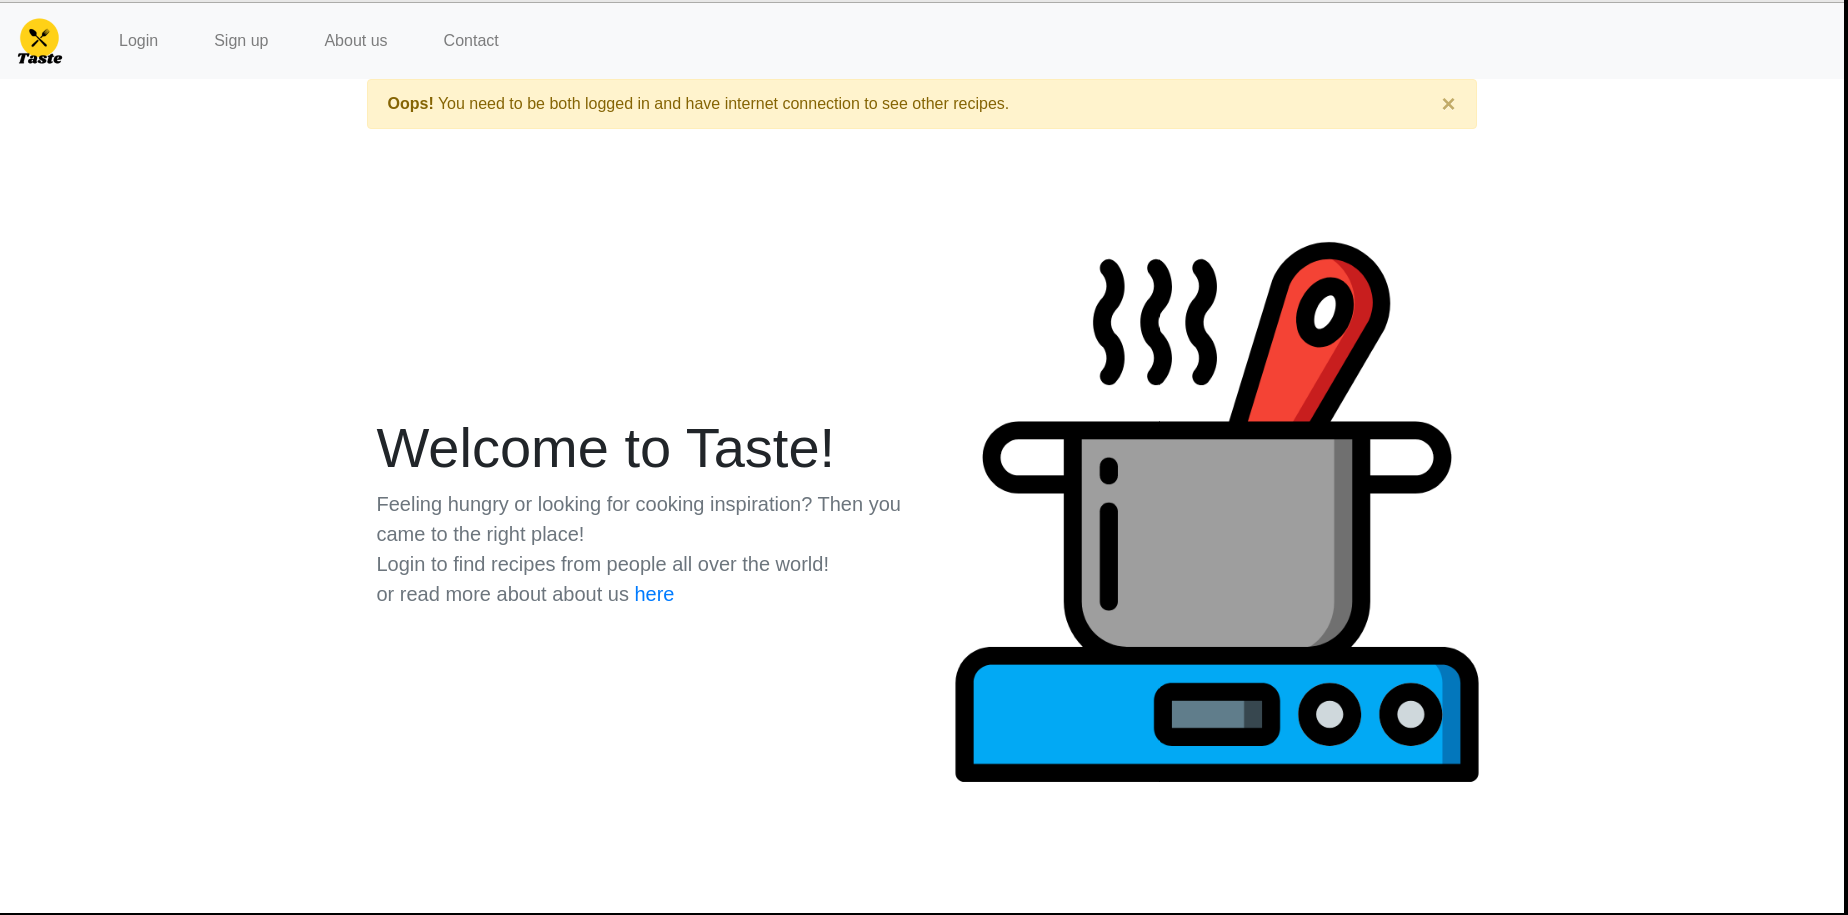 Taste
Login
Sign up
About us
Contact
Oops! You need to be both logged in and have internet connection to see other recipes.
×
Welcome to Taste!
Feeling hungry or looking for cooking inspiration? Then you
came to the right place!
Login to find recipes from people all over the world!
or read more about about us here